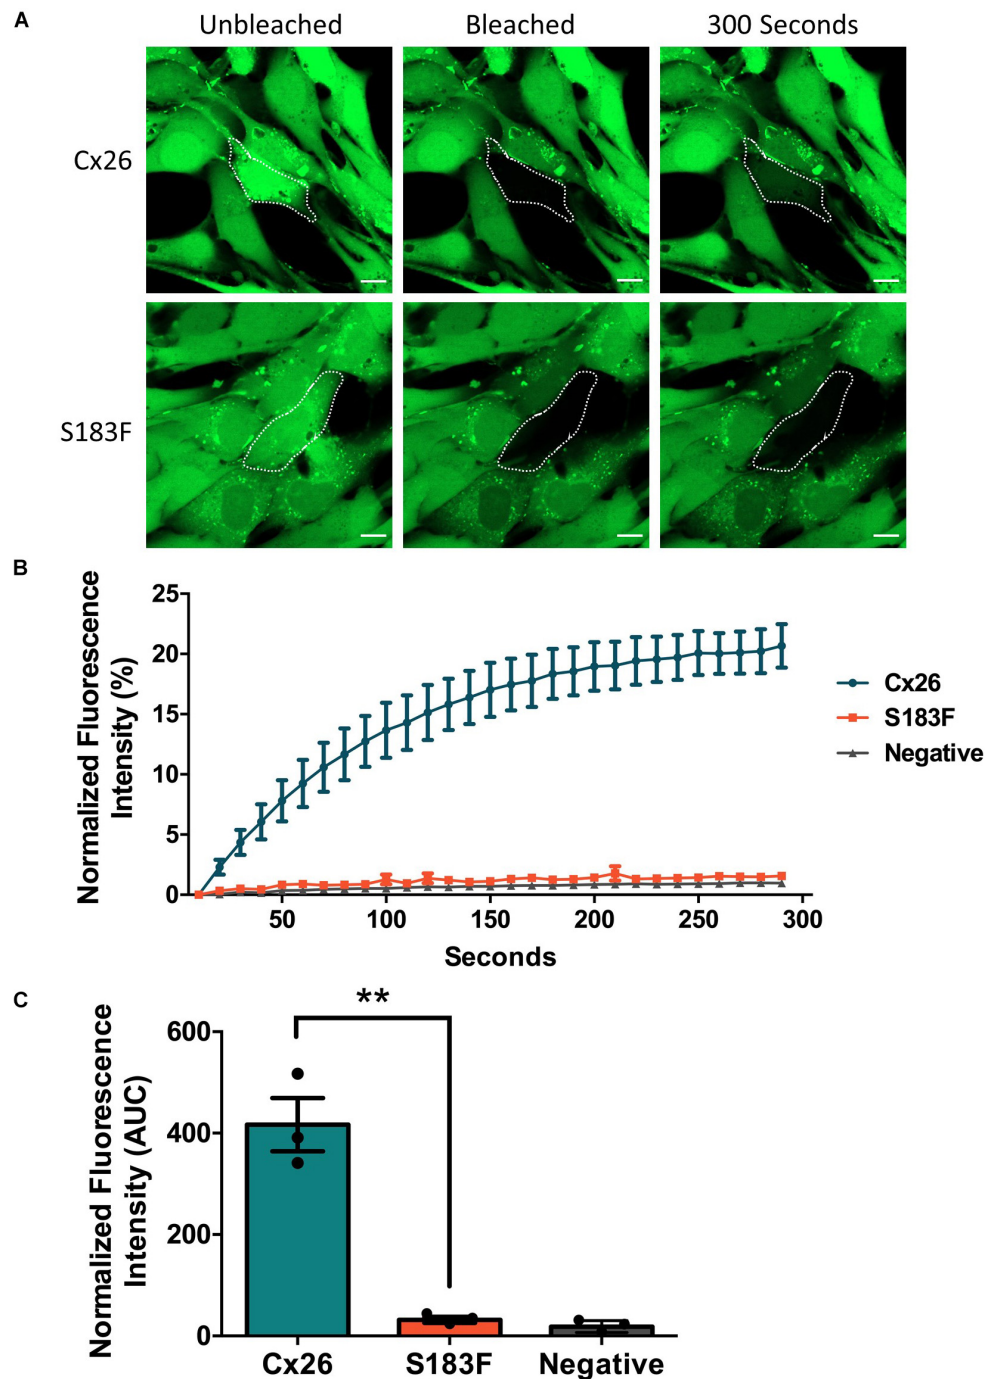 A
Unbleached Bleached 300 Seconds
Cx26
S183F
B
Normalized Fluorescence
Intensity (%)
25
20
15
10
5
0
50 100 150 200 250 300
Seconds
Cx26
S183F
Negative
C
Normalized Fluorescence
Intensity (AUC)
600
400
200
0
**
Cx26 S183F Negative